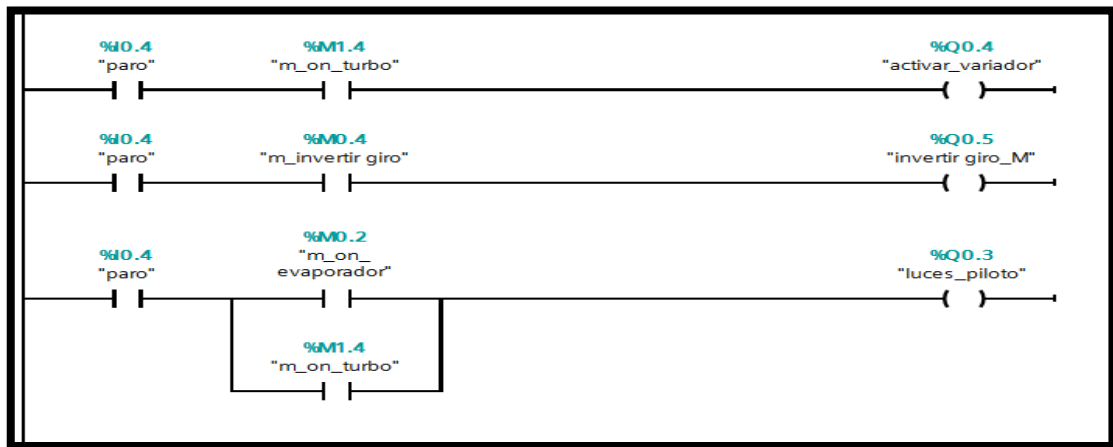 %I0.4 %M1.4 %Q0.4
"paro" "m_on_turbo" "activar_variador"
%I0.4 %M0.4 %Q0.5
"paro" "m_invertir giro" "invertir giro_M"
%M0.2
%I0.4 "m_on_ %Q0.3
"paro" evaporador" "luces_piloto"
%M1.4
"m_on_turbo"